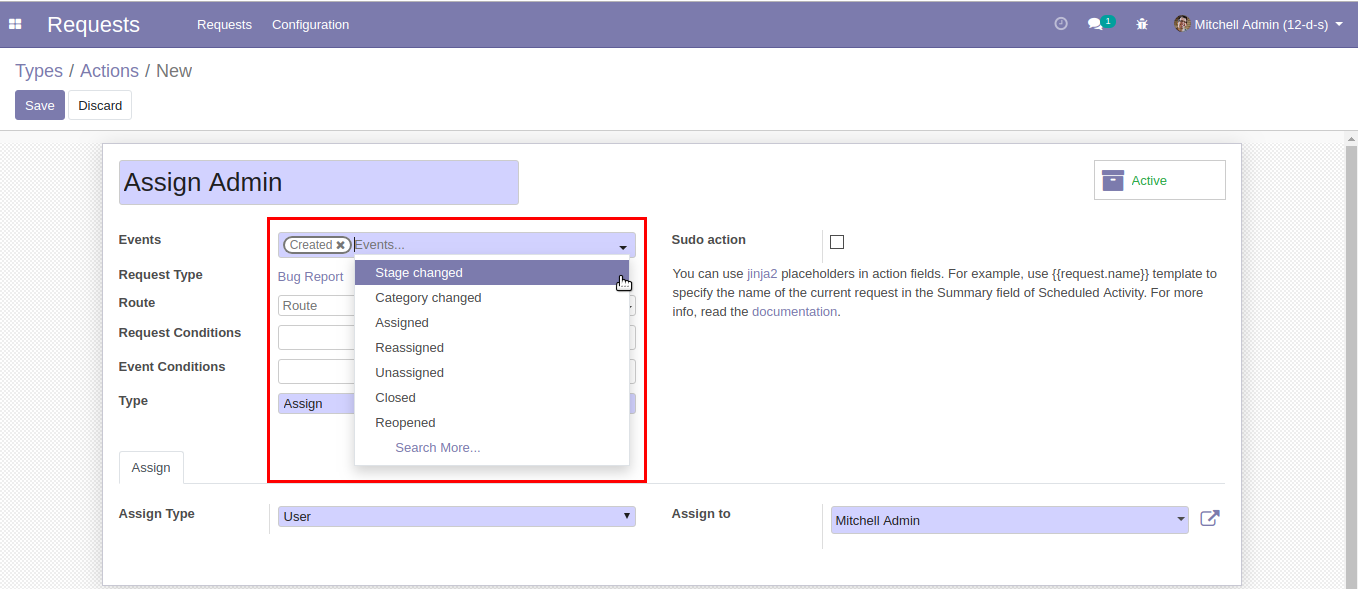 Requests
Requests
Configuration
1
Mitchell Admin (12-d-s)
Types / Actions / New
Save
Discard
Assign Admin
Active
Events
Created
Events...
Sudo action
Stage changed
Category changed
Assigned
Reassigned
Unassigned
Closed
Reopened
Search More...
Request Type
Bug Report
Route
Route
Request Conditions
Event Conditions
Type
Assign
You can use jinja2 placeholders in action fields. For example, use {{request.name}} template to
specify the name of the current request in the Summary field of Scheduled Activity. For more
info, read the documentation.
Assign
Assign Type
User
Assign to
Mitchell Admin